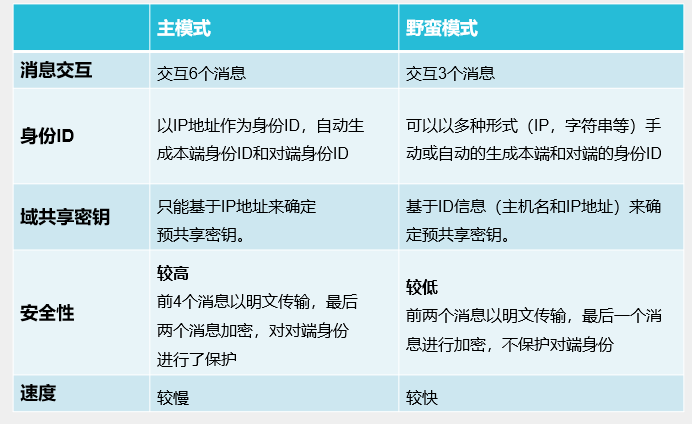 主模式
野蛮模式
消息交互
交互6个消息
交互3个消息
身份ID
以IP地址作为身份ID，自动生
成本端身份ID和对端身份ID
可以以多种形式（IP，字符串等）手
动或自动的生成本端和对端的身份ID
域共享密钥
只能基于IP地址来确定
预共享密钥。
基于ID信息（主机名和IP地址）来确
定预共享密钥。
安全性
较高
前4个消息以明文传输，最后
两个消息加密，对对端身份
进行了保护
较低
前两个消息以明文传输，最后一个消
息进行加密，不保护对端身份
速度
较慢
较快